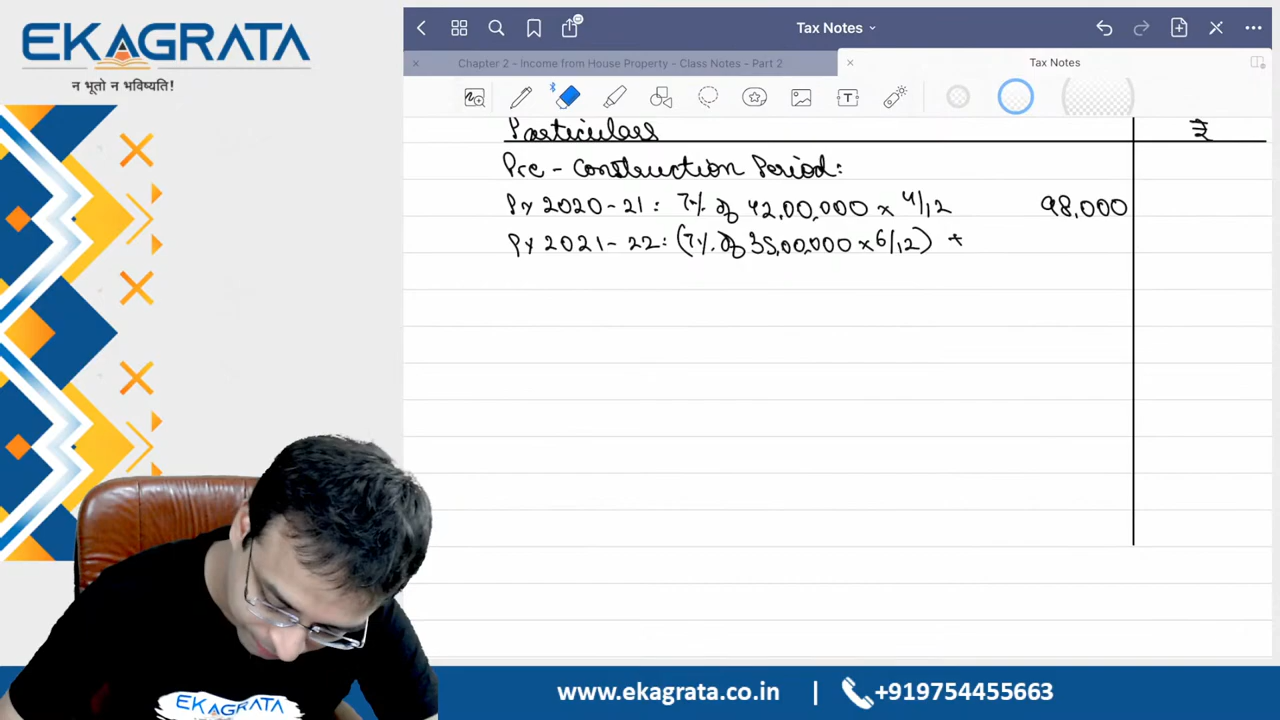 EKAGRATA
न भूतो न भविष्यति!
Tax Notes
Chapter 2 - Income from House Property - Class Notes - Part 2
Tax Notes
Particulars ₹
Pre - Construction Period:
PY 2020-21: 7% of 42,00,000 x 4/12 98,000
PY 2021-22: (7% of 35,00,000 x 6/12) +
www.ekagrata.co.in | +919754455663